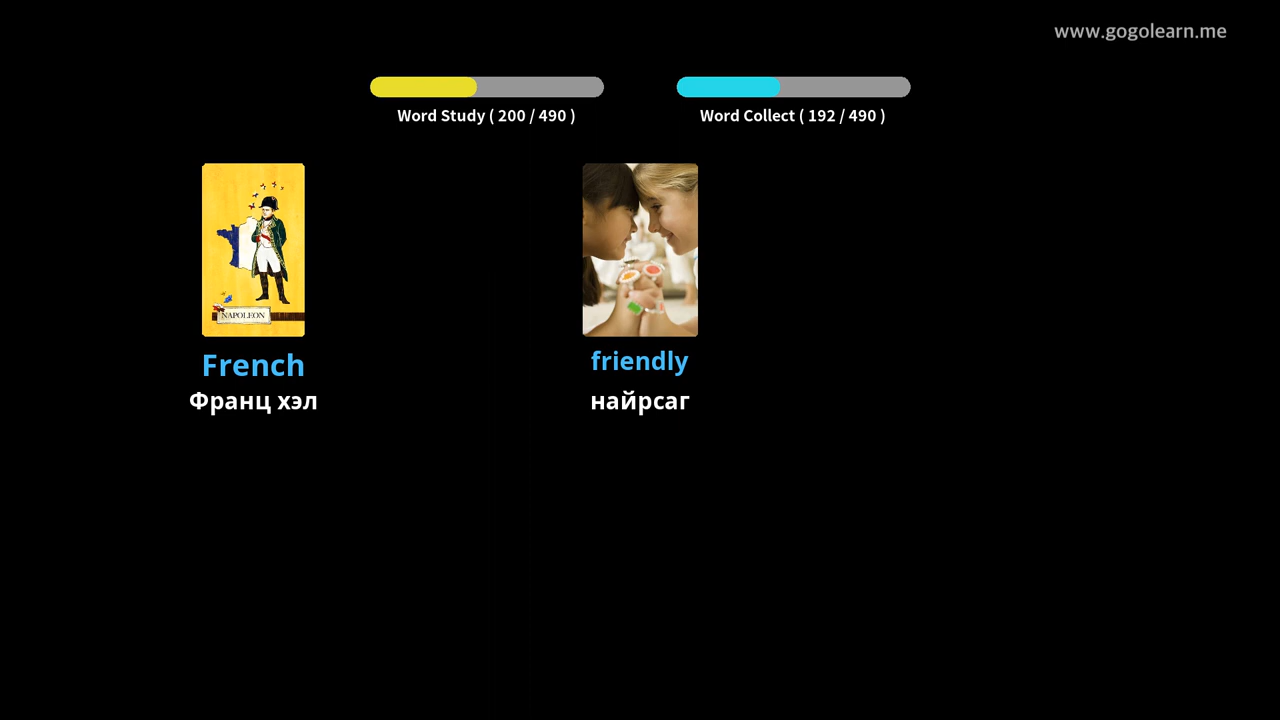 www.gogolearn.me
Word Study ( 200 / 490 )
Word Collect ( 192 / 490 )
NAPOLEON
French
friendly
Франц хэл
найрсаг